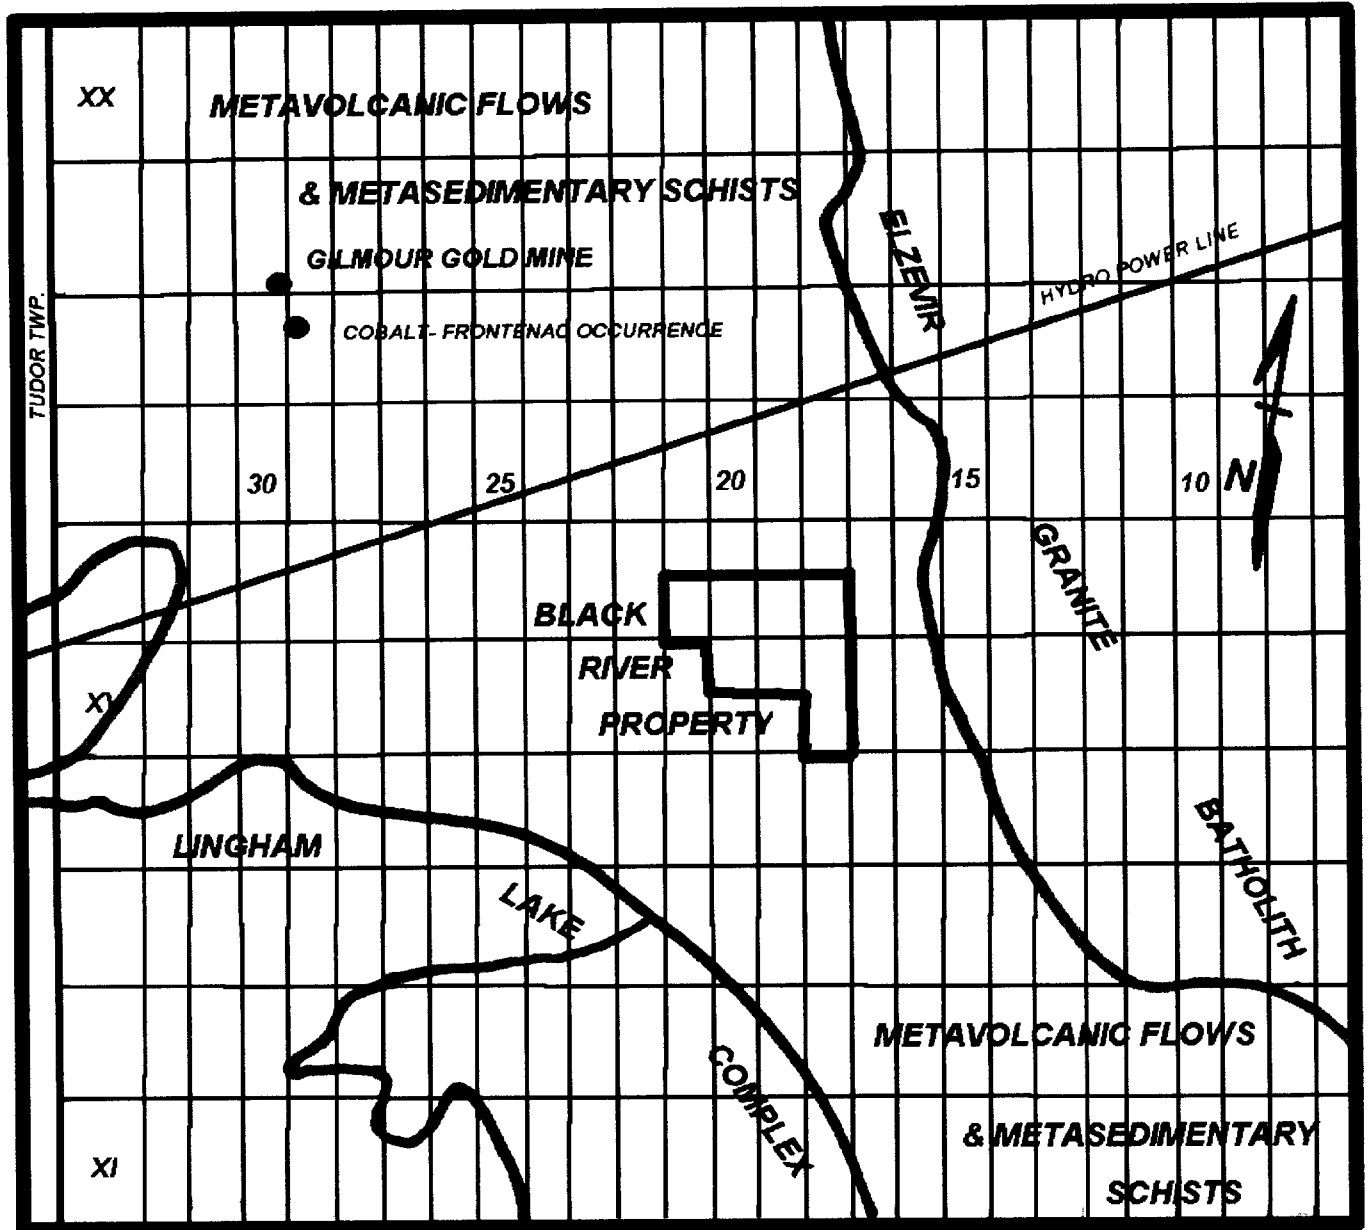 XX
METAVOLCANIC FLOWS
& METASEDIMENTARY SCHISTS
ELZEVIR
HYDRO POWER LINE
GILMOUR GOLD MINE
TUDOR TWP.
COBALT- FRONTENAC OCCURRENCE
30
25
20
15
10
N
GRANITE
BLACK
RIVER
XV
PROPERTY
LINGHAM
BATHOLITH
LAKE
METAVOLCANIC FLOWS
COMPLEX
& METASEDIMENTARY
XI
SCHISTS